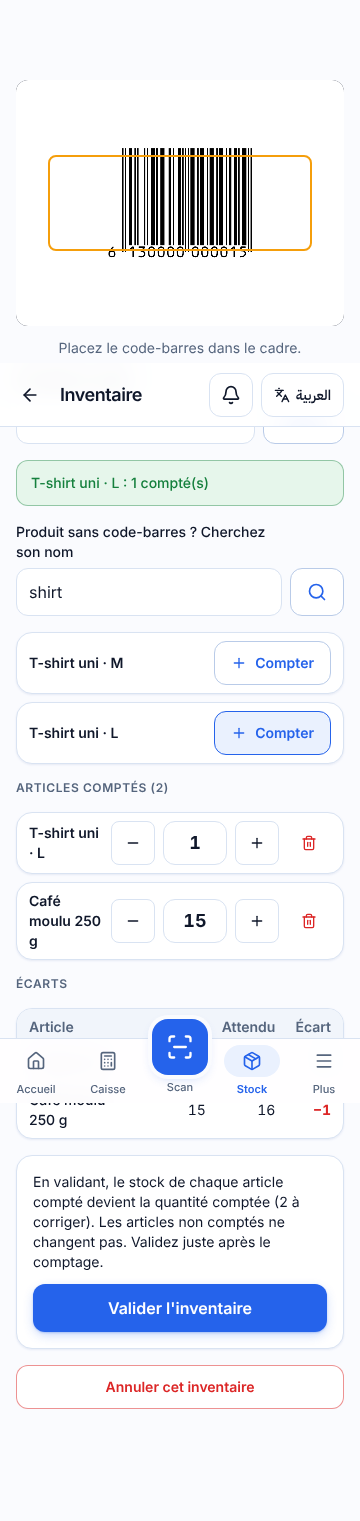 6 130000 000015
Placez le code-barres dans le cadre.
Inventaire
العربية
T-shirt uni · L : 1 compté(s)
Produit sans code-barres ? Cherchez
son nom
shirt
T-shirt uni · M
Compter
T-shirt uni · L
Compter
ARTICLES COMPTÉS (2)
T-shirt uni
· L
1
Café
moulu 250
g
15
ÉCARTS
Article Attendu Écart
Accueil Caisse Scan Stock Plus
Café moulu
250 g 15 16 −1
En validant, le stock de chaque article
compté devient la quantité comptée (2 à
corriger). Les articles non comptés ne
changent pas. Validez juste après le
comptage.
Valider l'inventaire
Annuler cet inventaire